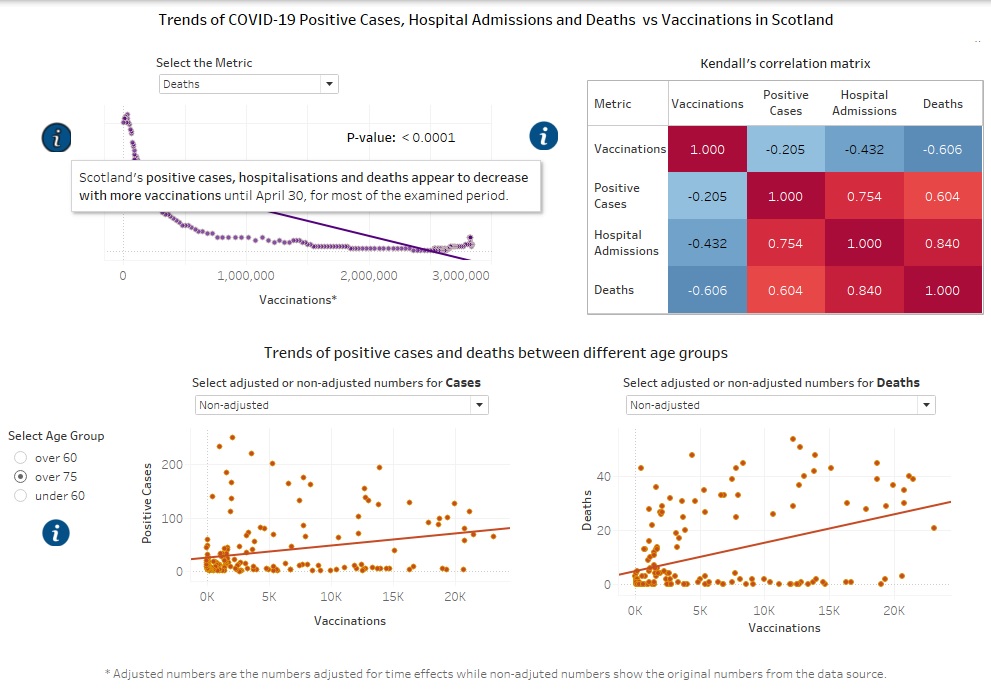 Trends of COVID-19 Positive Cases, Hospital Admissions and Deaths vs Vaccinations in Scotland
Select the Metric
Deaths
i
P-value: < 0.0001
i
Scotland's positive cases, hospitalisations and deaths appear to decrease
with more vaccinations until April 30, for most of the examined period.
0 1,000,000 2,000,000 3,000,000
Vaccinations*
Kendall's correlation matrix
Metric Vaccinations Positive Cases Hospital Admissions Deaths
Vaccinations 1.000 -0.205 -0.432 -0.606
Positive Cases -0.205 1.000 0.754 0.604
Hospital Admissions -0.432 0.754 1.000 0.840
Deaths -0.606 0.604 0.840 1.000
Trends of positive cases and deaths between different age groups
Select Age Group
over 60
over 75
under 60
i
Select adjusted or non-adjusted numbers for Cases
Non-adjusted
Positive Cases
200
100
0
0K 5K 10K 15K 20K
Vaccinations
Select adjusted or non-adjusted numbers for Deaths
Non-adjusted
Deaths
40
20
0
0K 5K 10K 15K 20K
Vaccinations
* Adjusted numbers are the numbers adjusted for time effects while non-adjuted numbers show the original numbers from the data source.